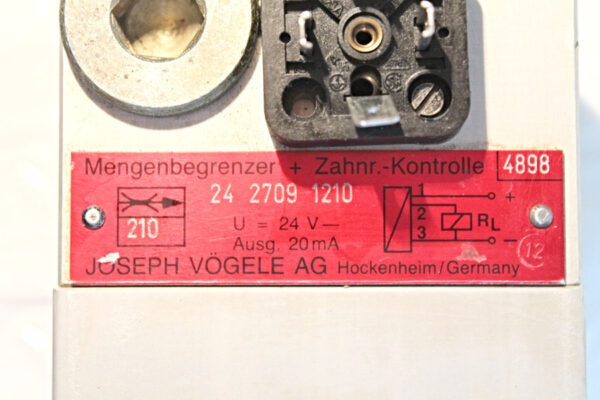 Mengenbegrenzer + Zahnr.-Kontrolle 4898
210
24 2709-1210
U = 24 V—
Ausg. 20mA
1 +
2 RL
3 –
12
JOSEPH VÖGELE AG Hockenheim/Germany